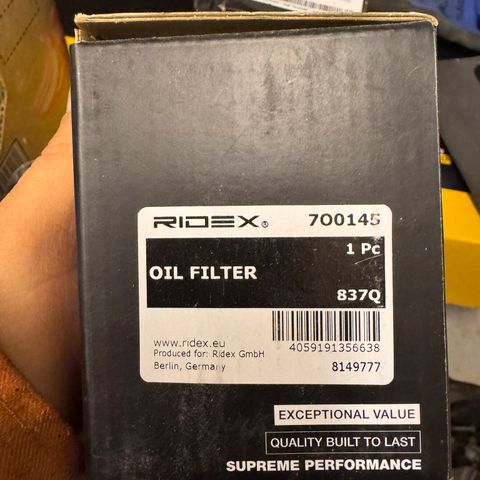 RIDEX®
7O0145
1 Pc
OIL FILTER
837Q
www.ridex.eu
Produced for: Ridex GmbH
Berlin, Germany
4059191356638
8149777
EXCEPTIONAL VALUE
QUALITY BUILT TO LAST
SUPREME PERFORMANCE